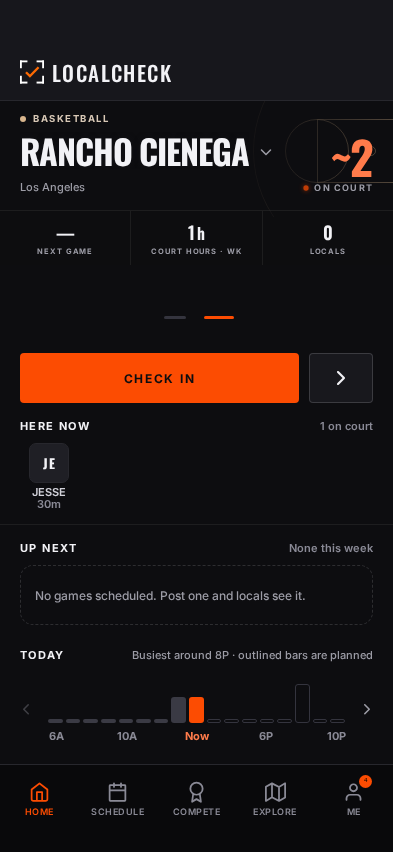 LOCALCHECK
BASKETBALL
RANCHO CIENEGA
~2
Los Angeles
ON COURT
— 1h 0
NEXT GAME COURT HOURS · WK LOCALS
CHECK IN
HERE NOW 1 on court
JE
JESSE
30m
UP NEXT None this week
No games scheduled. Post one and locals see it.
TODAY Busiest around 8P · outlined bars are planned
6A 10A Now 6P 10P
HOME SCHEDULE COMPETE EXPLORE ME